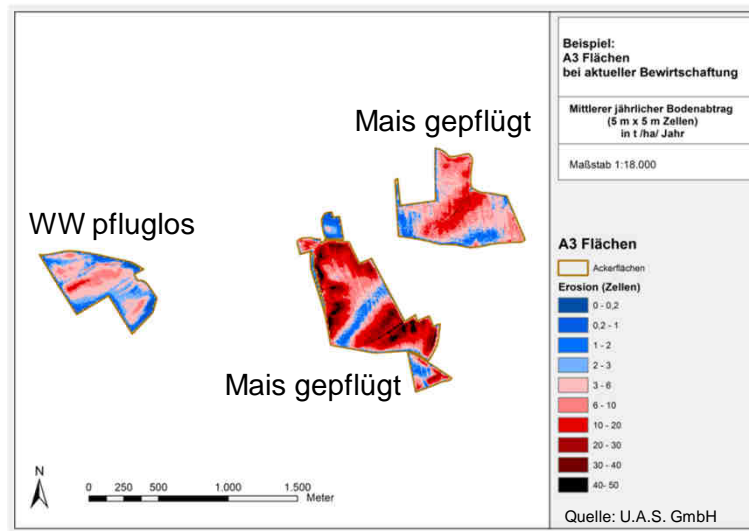 Beispiel:
A3 Flächen
bei aktueller Bewirtschaftung
Mittlerer jährlicher Bodenabtrag
(5 m x 5 m Zellen)
in t /ha/ Jahr
Maßstab 1:18.000
Mais gepflügt
WW pfluglos
Mais gepflügt
A3 Flächen
Ackerflächen
Erosion (Zellen)
0 - 0,2
0,2 - 1
1 - 2
2 - 3
3 - 6
6 - 10
10 - 20
20 - 30
30 - 40
40- 50
N
0 250 500 1.000 1.500
Meter
Quelle: U.A.S. GmbH